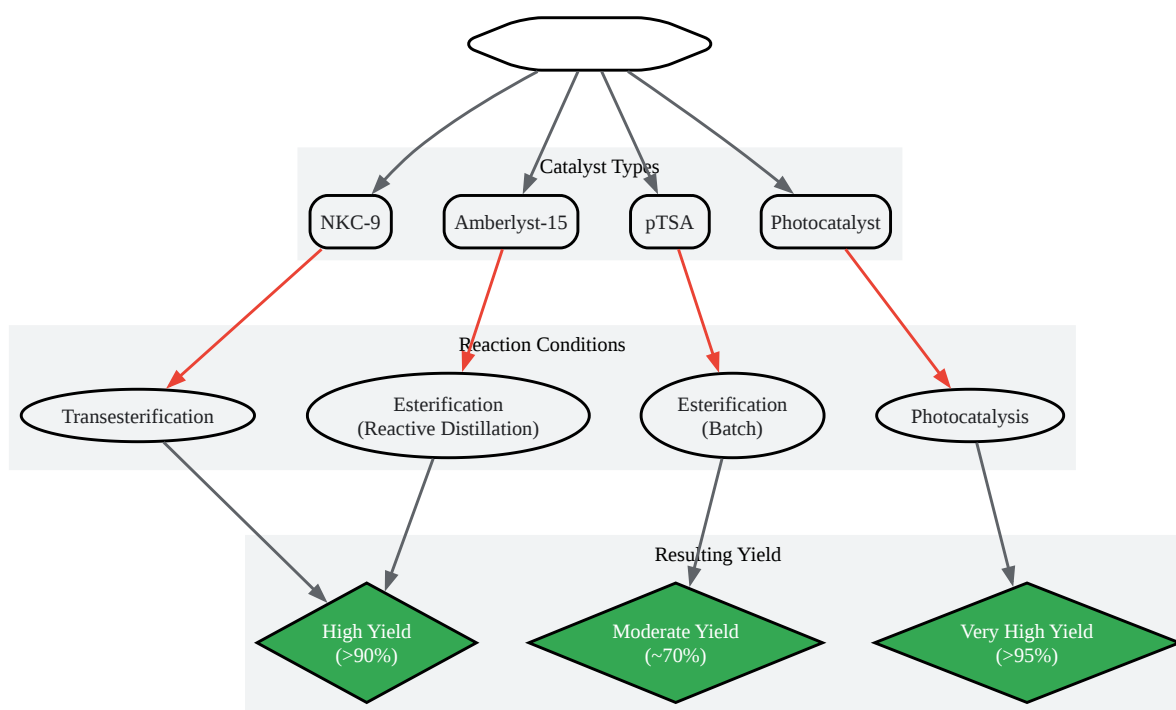 Catalyst Types
NKC-9
Amberlyst-15
pTSA
Photocatalyst
Reaction Conditions
Transesterification
Esterification
(Reactive Distillation)
Esterification
(Batch)
Photocatalysis
Resulting Yield
High Yield
(>90%)
Moderate Yield
(~70%)
Very High Yield
(>95%)